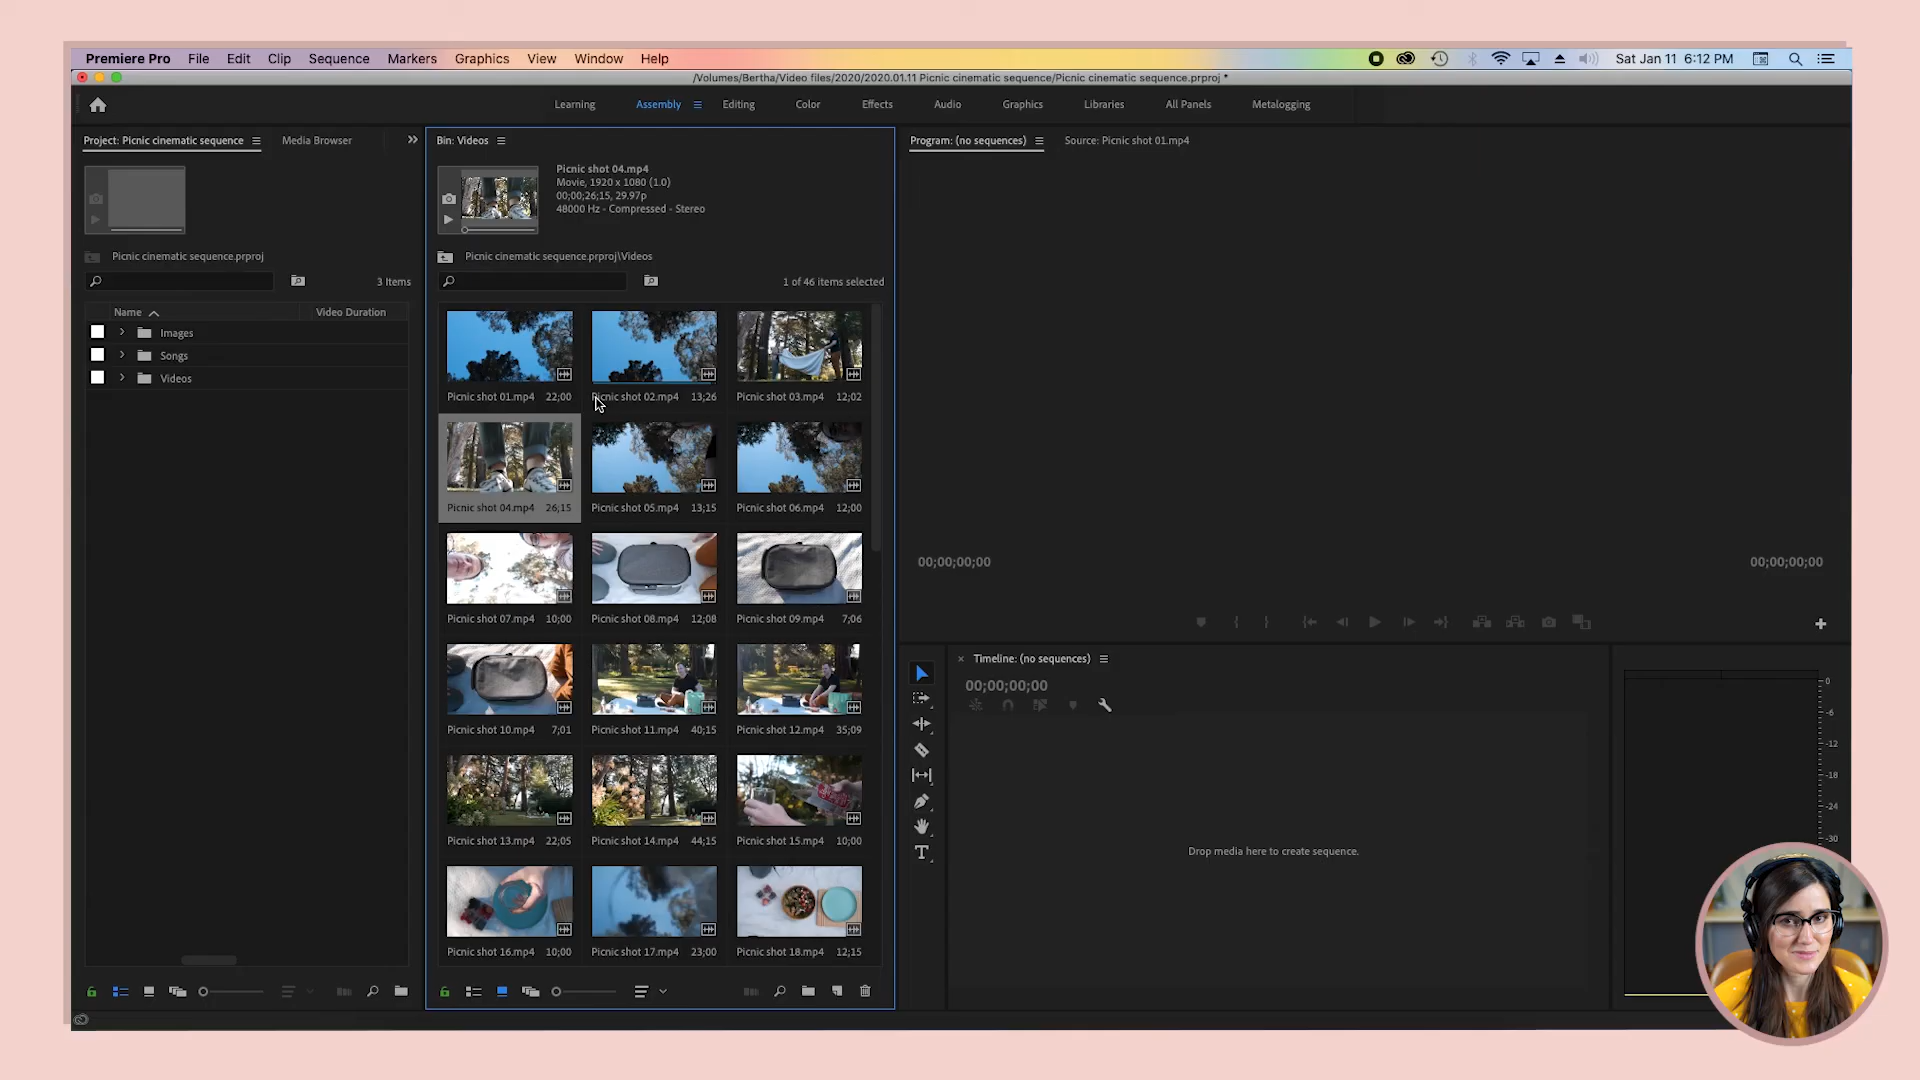 Premiere Pro File Edit Clip Sequence Markers Graphics View Window Help Sat Jan 11 6:12 PM
/Volumes/Bertha/Video files/2020/2020.01.11 Picnic cinematic sequence/Picnic cinematic sequence.prproj *
Learning Assembly Editing Color Effects Audio Graphics Libraries All Panels Metalogging
Project: Picnic cinematic sequence Media Browser
Picnic cinematic sequence.prproj
3 Items
Name Video Duration
Images
Songs
Videos
Bin: Videos
Picnic shot 04.mp4
Movie, 1920 x 1080 (1.0)
00;00;26;15, 29.97p
48000 Hz - Compressed - Stereo
Picnic cinematic sequence.prproj\Videos
1 of 46 items selected
Picnic shot 01.mp4 22;00 Picnic shot 02.mp4 13;26 Picnic shot 03.mp4 12;02
Picnic shot 04.mp4 26;15 Picnic shot 05.mp4 13;15 Picnic shot 06.mp4 12;00
Picnic shot 07.mp4 10;00 Picnic shot 08.mp4 12;08 Picnic shot 09.mp4 7;06
Picnic shot 10.mp4 7;01 Picnic shot 11.mp4 40;15 Picnic shot 12.mp4 35;09
Picnic shot 13.mp4 22;05 Picnic shot 14.mp4 44;15 Picnic shot 15.mp4 10;00
Picnic shot 16.mp4 10;00 Picnic shot 17.mp4 23;00 Picnic shot 18.mp4 12;15
Program: (no sequences) Source: Picnic shot 01.mp4
00;00;00;00 00;00;00;00
Timeline: (no sequences)
00;00;00;00
Drop media here to create sequence.
0
-6
-12
-18
-24
-30